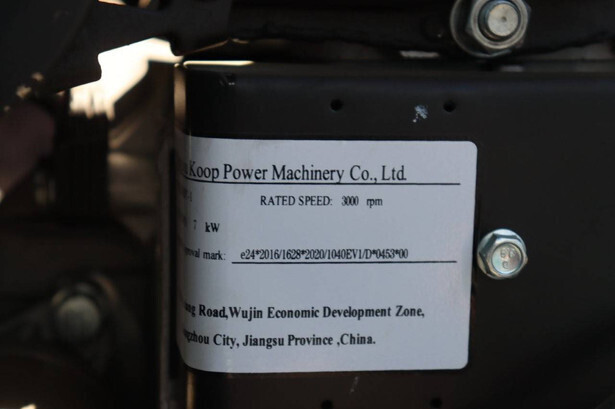 Koop Power Machinery Co., Ltd.
RATED SPEED: 3000 rpm
7 kW
mark: e24*2016/1628*2020/1040EV1/D*0453*00
Road,Wujin Economic Development Zone,
City, Jiangsu Province ,China.